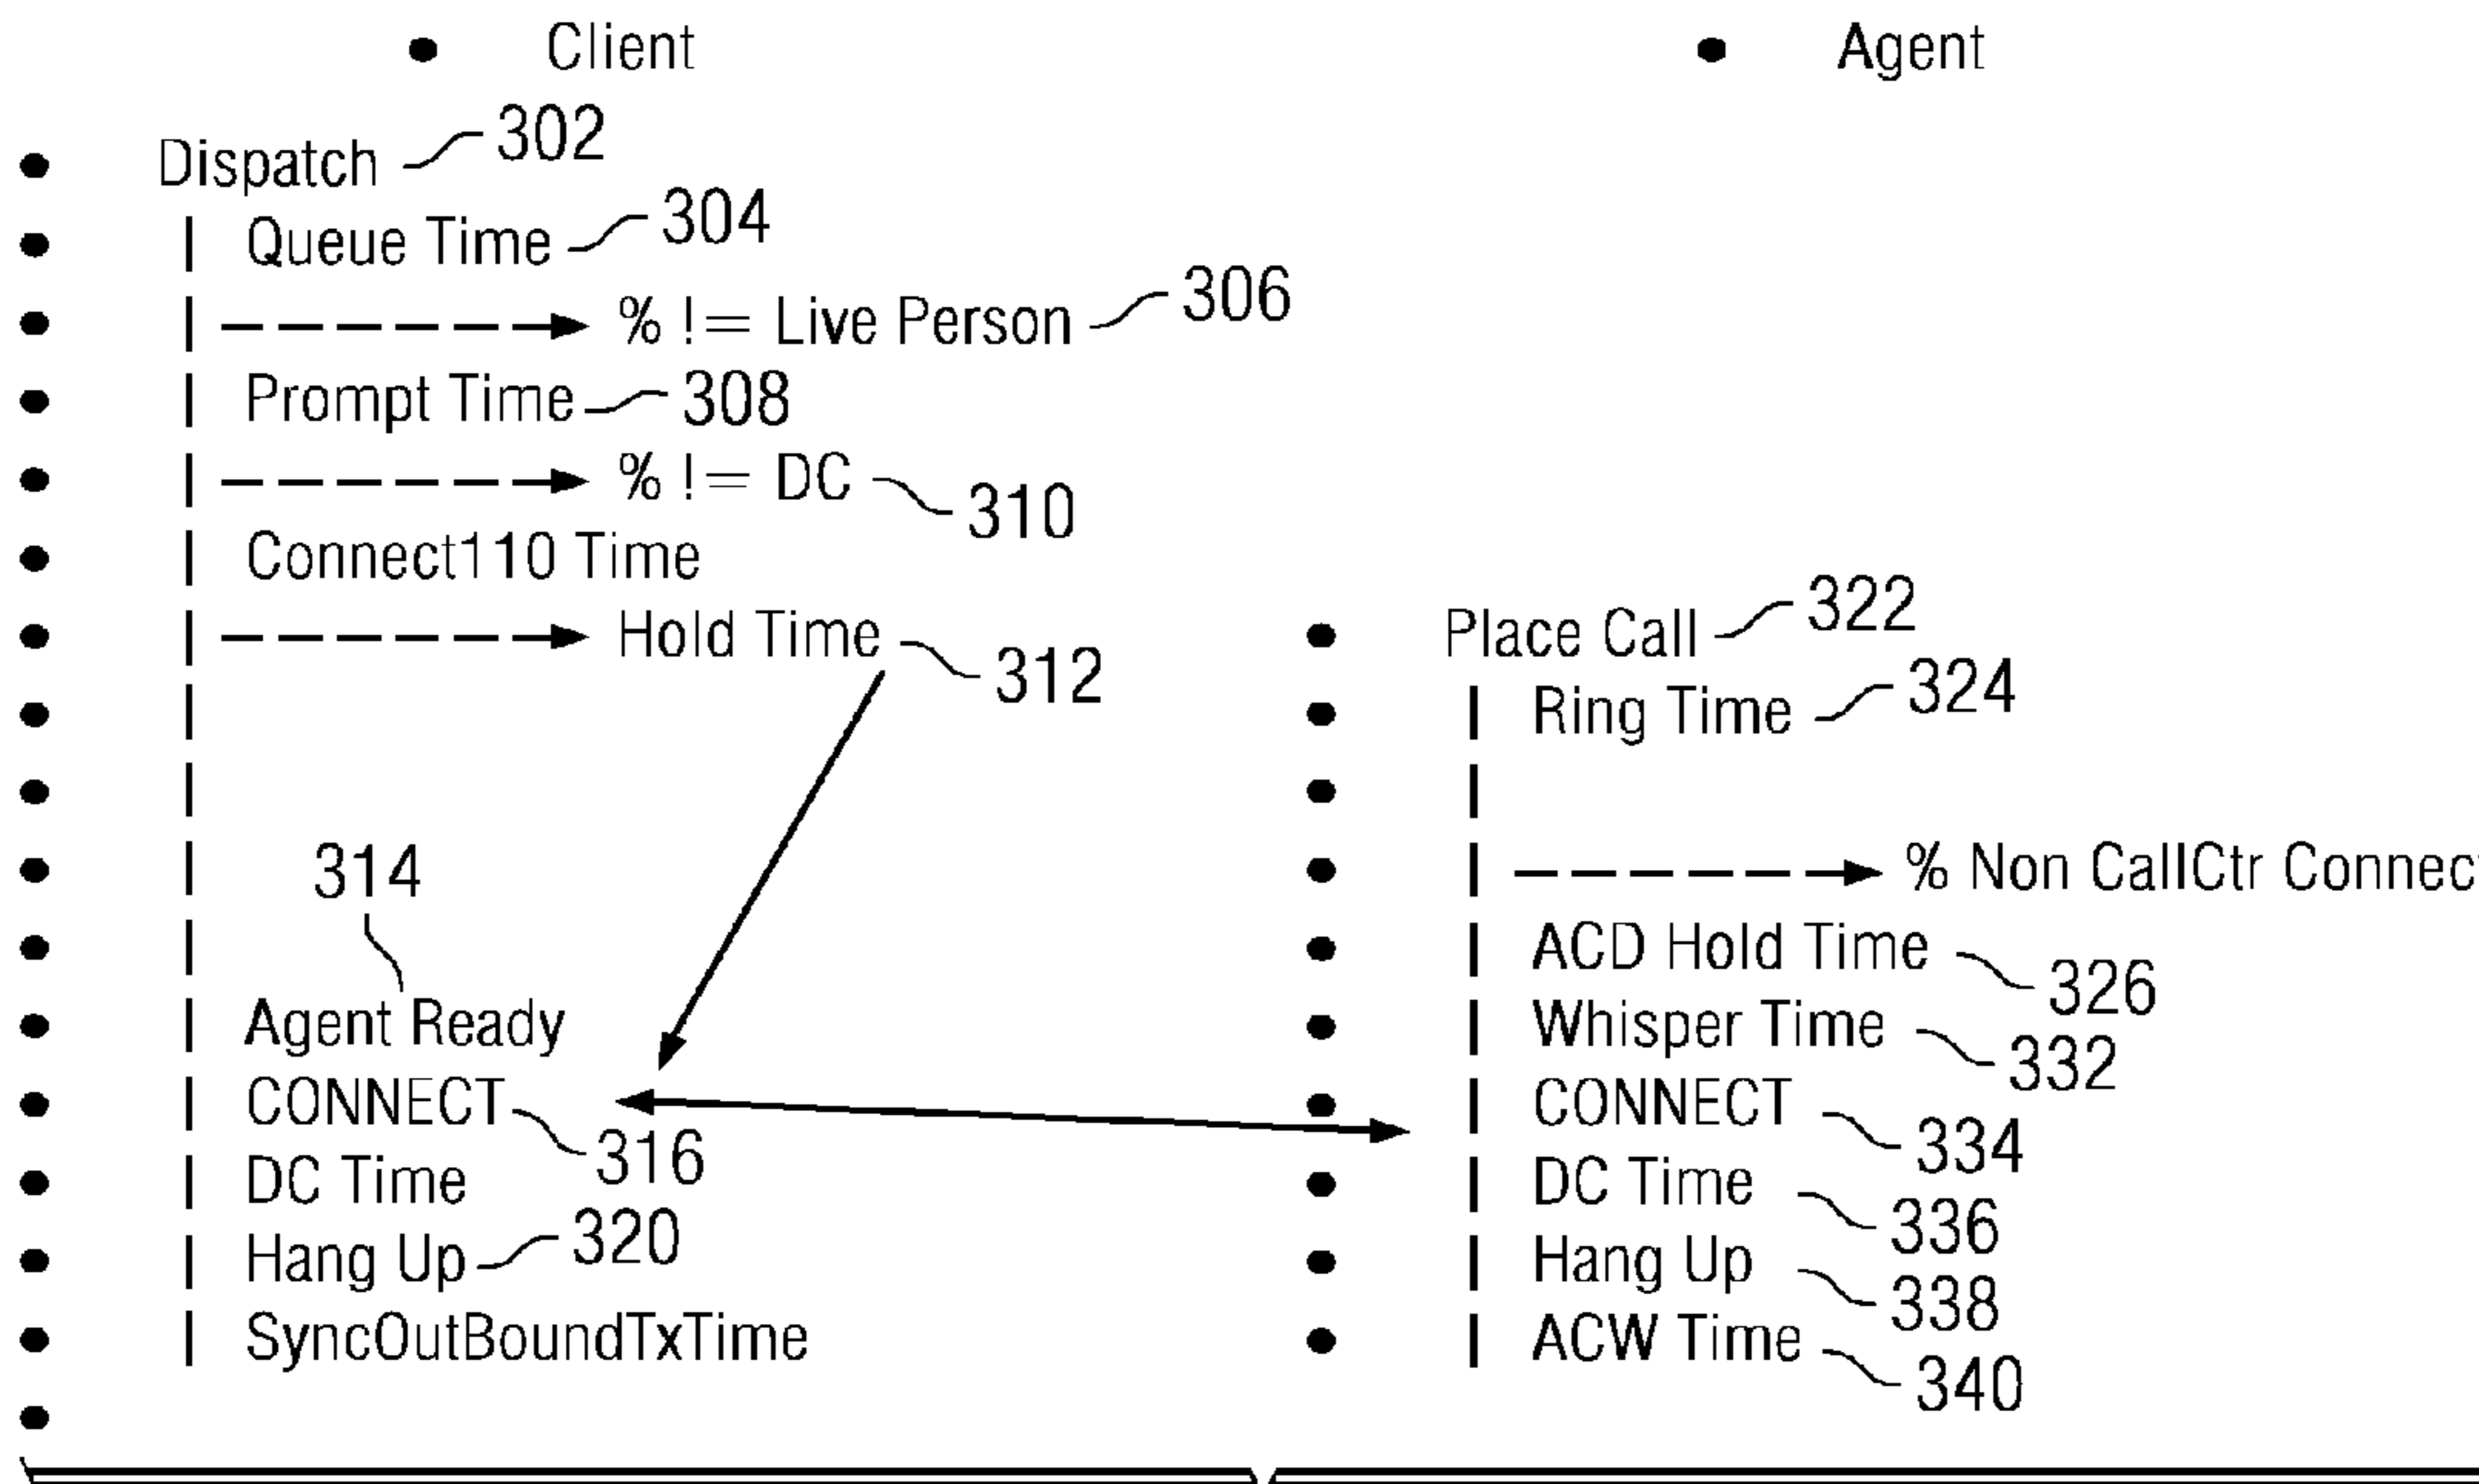 • Client
• Agent
• Dispatch 302
• | Queue Time 304
• | % != Live Person 306
• | Prompt Time 308
• | % != DC 310
• | Connect110 Time
• | Hold Time 312
• |
• |
• | 314
• |
• | Agent Ready
• | CONNECT 316
• | DC Time
• | Hang Up 320
• | SyncOutBoundTxTime
•
• Place Call 322
• | Ring Time 324
• |
• | % Non CallCtr Connec
• | ACD Hold Time 326
• | Whisper Time 332
• | CONNECT 334
• | DC Time 336
• | Hang Up 338
• | ACW Time 340